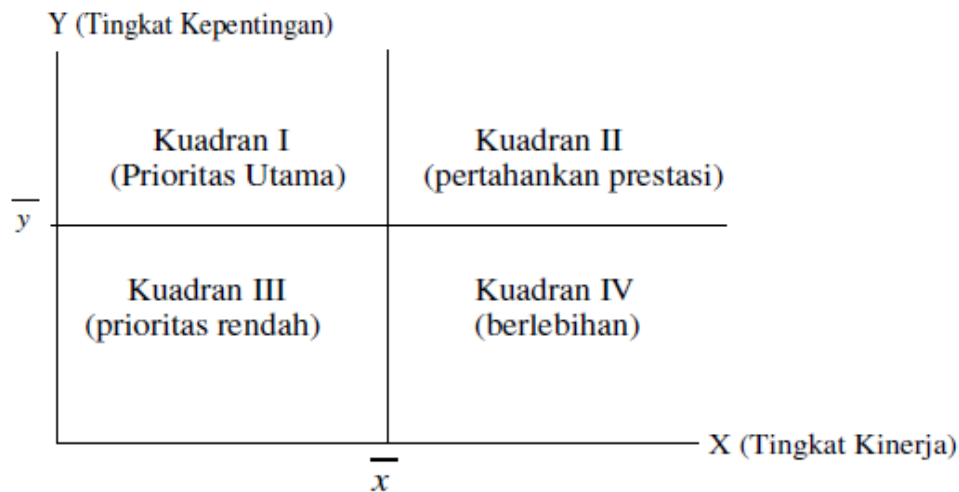 Y (Tingkat Kepentingan)
Kuadran I
(Prioritas Utama)
Kuadran II
(pertahankan prestasi)
y
Kuadran III
(prioritas rendah)
Kuadran IV
(berlebihan)
X (Tingkat Kinerja)
x